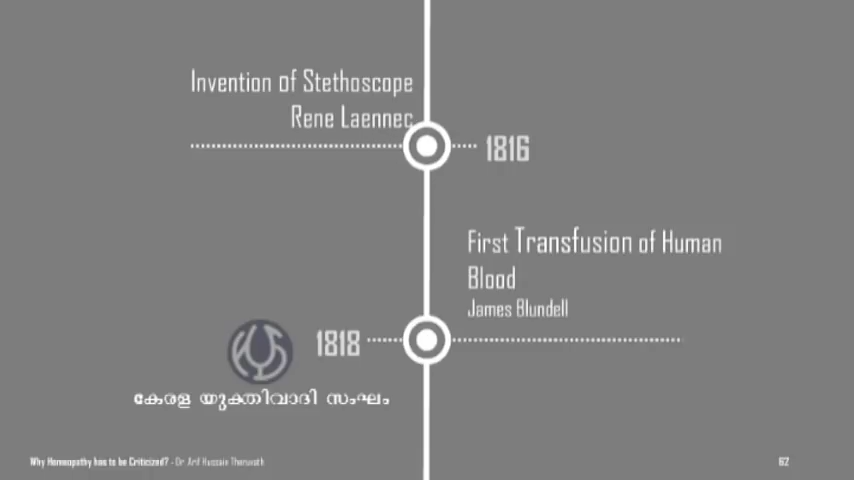 Invention of Stethoscope
Rene Laennec
1816
First Transfusion of Human
Blood
James Blundell
1818
കേരള യുക്തിവാദി സംഘം
Why Homeopathy has to be Criticized? - Dr. Arif Hussain Theruvath
62